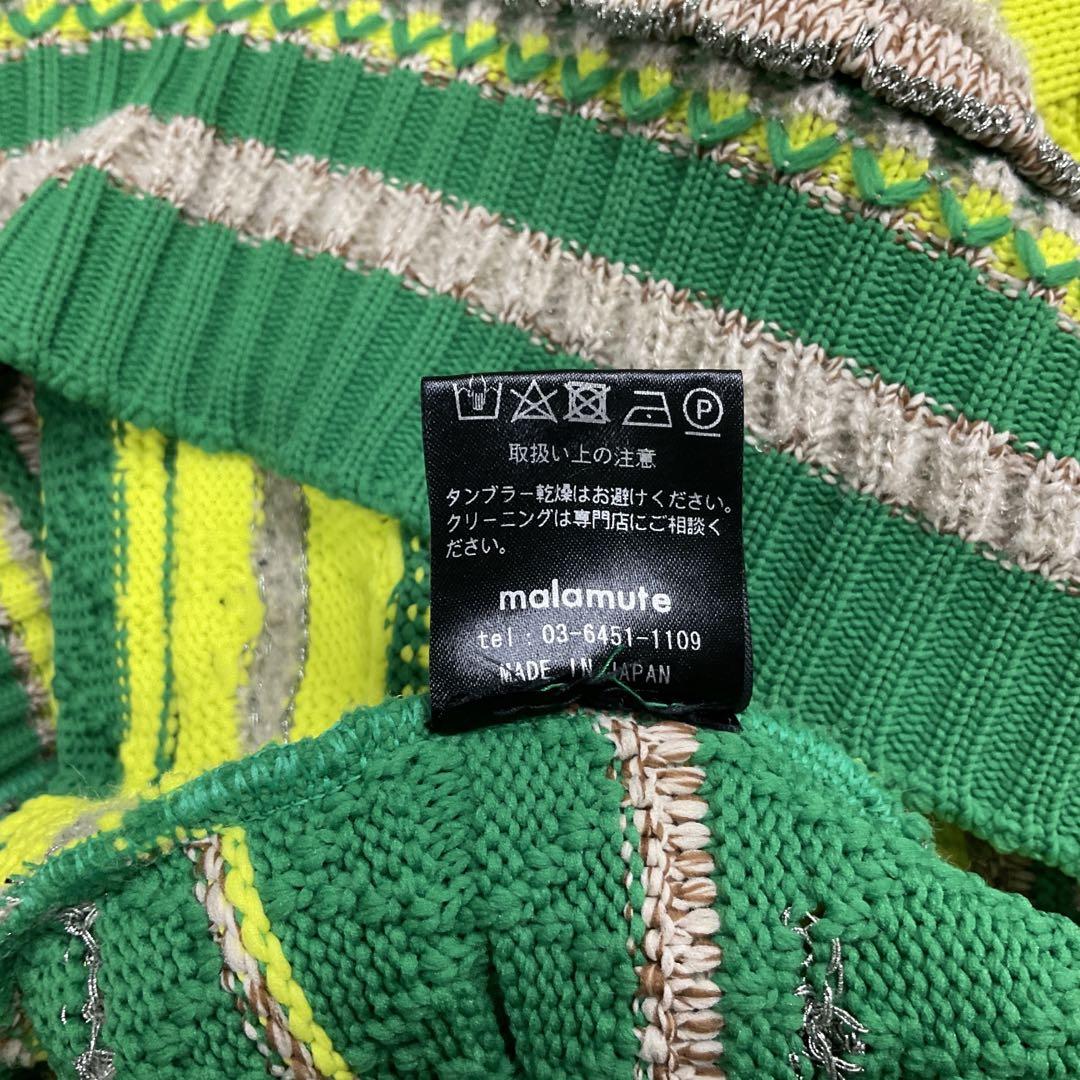 P
取扱い上の注意
タンブラー乾燥はお避けください。
クリーニングは専門店にご相談く
ださい。
malamute
tel : 03-6451-1109
MADE IN JAPAN